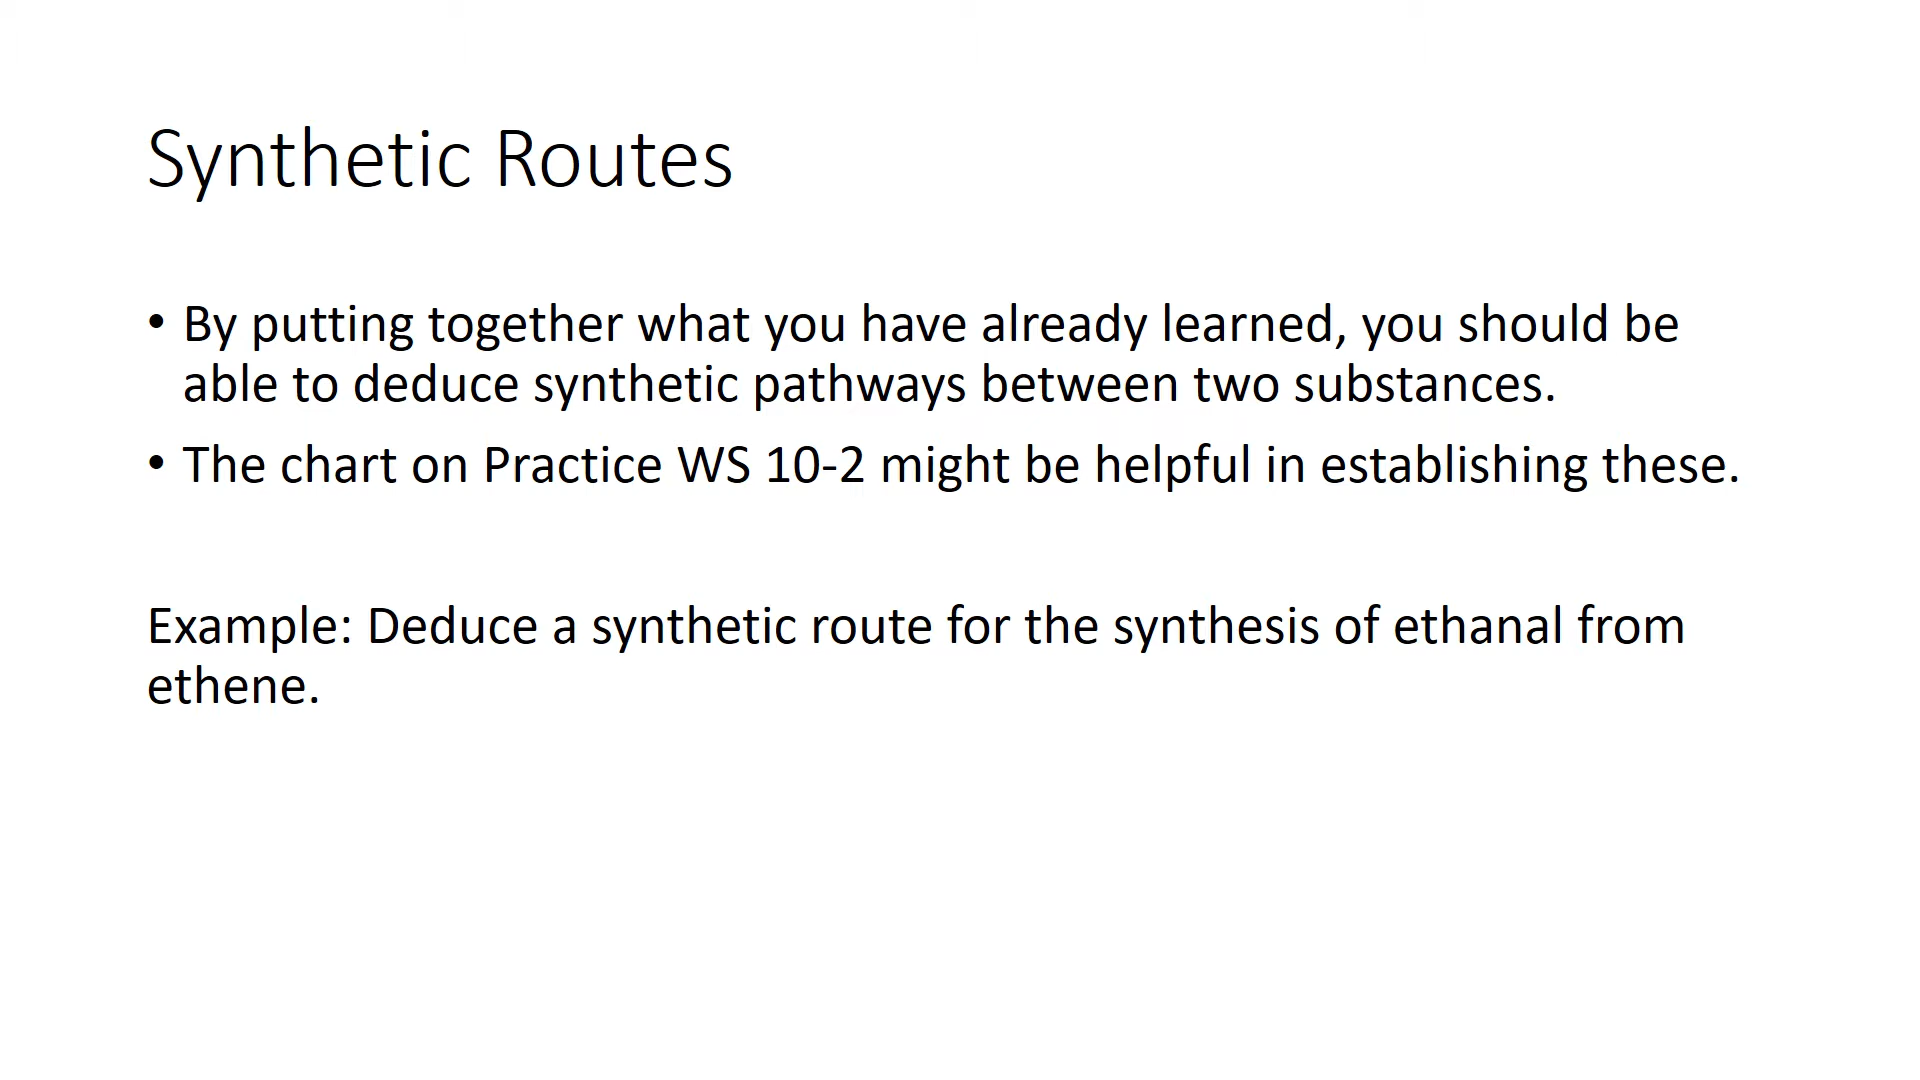 Synthetic Routes
• By putting together what you have already learned, you should be
able to deduce synthetic pathways between two substances.
• The chart on Practice WS 10-2 might be helpful in establishing these.
Example: Deduce a synthetic route for the synthesis of ethanal from
ethene.